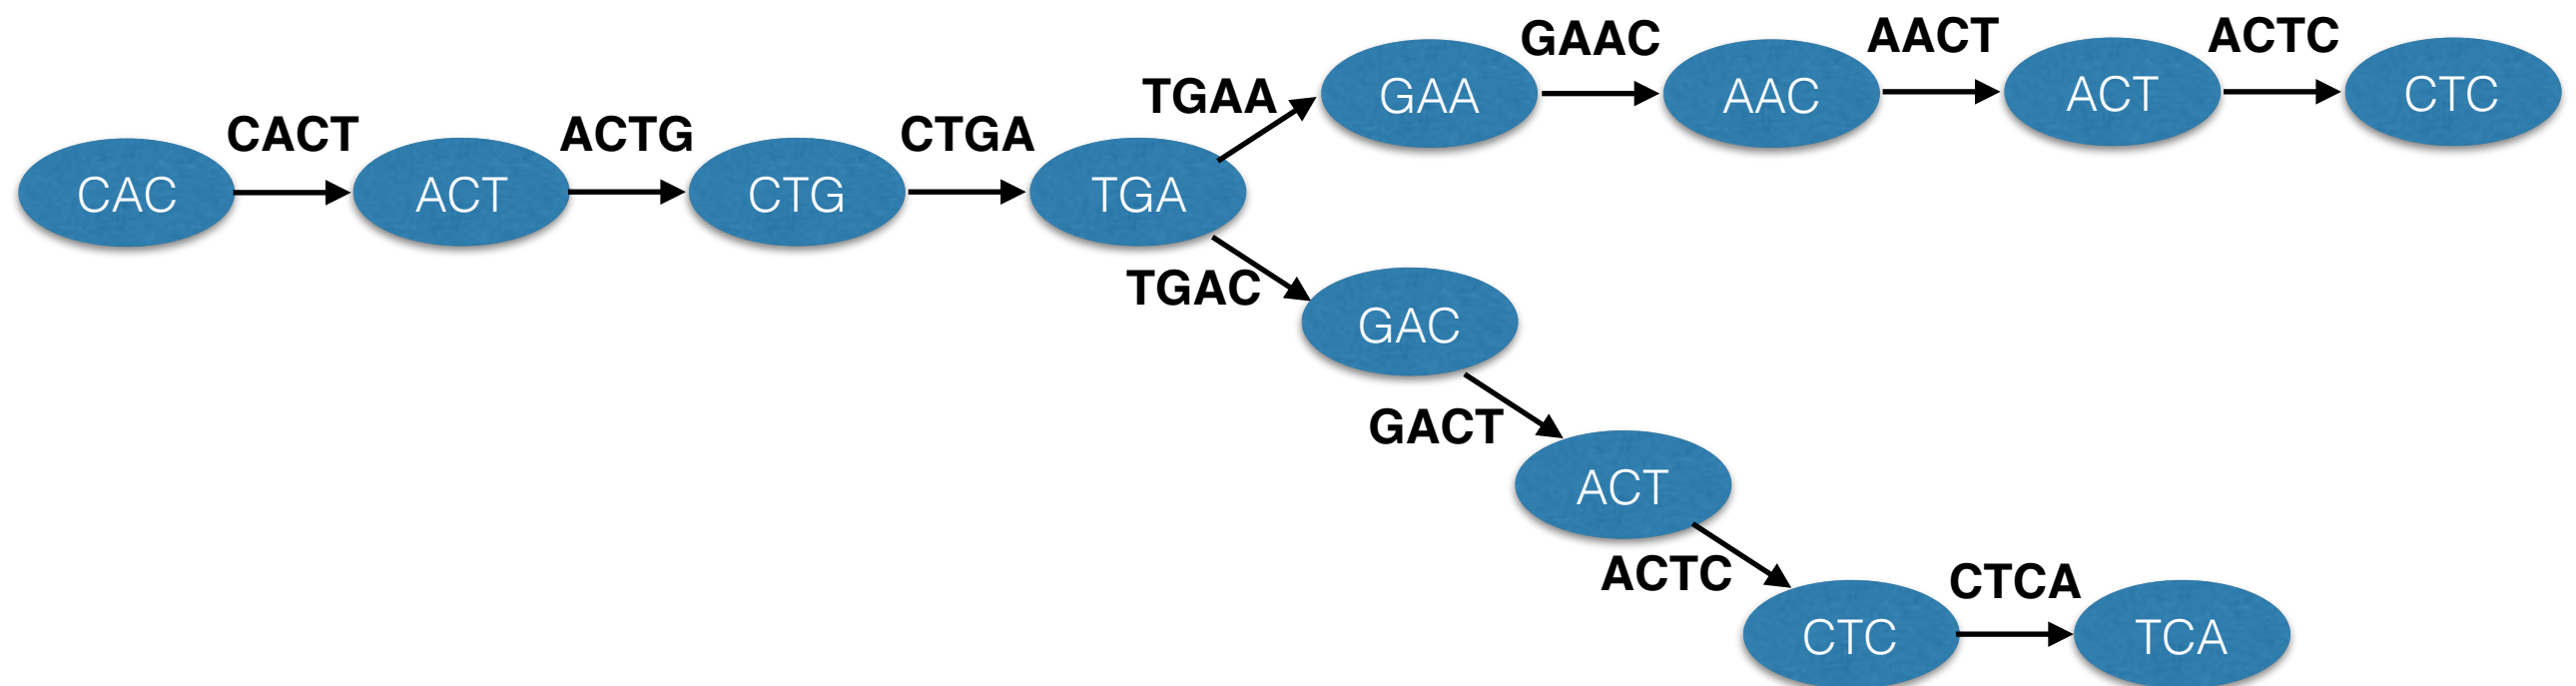 GAAC AACT ACTC
TGAA GAA AAC ACT CTC
CACT ACTG CTGA
CAC ACT CTG TGA
TGAC
GAC
GACT
ACT
ACTC CTCA
CTC TCA